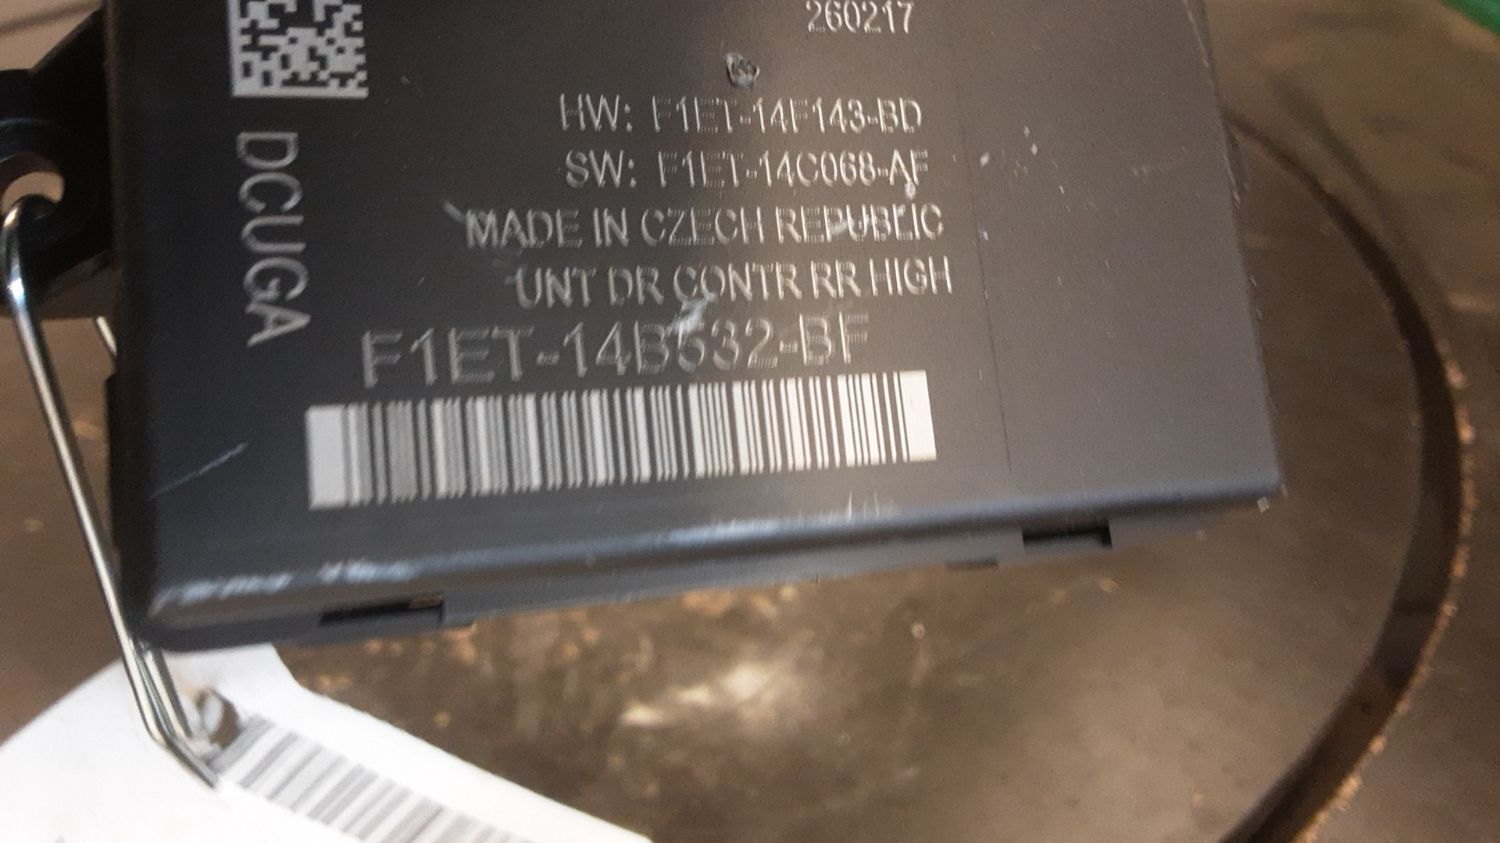 260217
HW: F1ET-14F143-BD
SW: F1ET-14C068-AF
MADE IN CZECH REPUBLIC
UNT DR CONTR RR HIGH
F1ET-14B532-BF
DCUGA